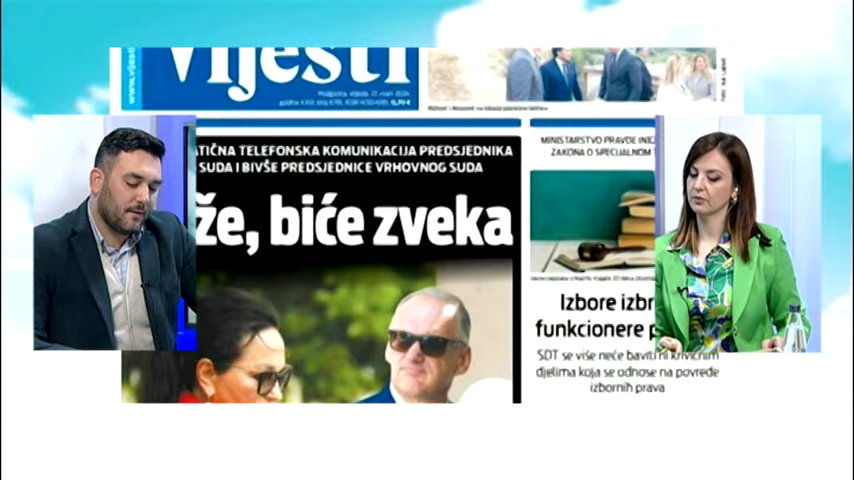 Vijesti
www.vijesti
MINISTARSTVO PRAVDE INIC
ZAKONA O SPECIJALNOM T
TIČNA TELEFONSKA KOMUNIKACIJA PREDSJEDNIKA
SUDA I BIVŠE PREDSJEDNICE VRHOVNOG SUDA
že, biće zveka
Izbore izbr
funkcionere p
SDT se više neće baviti ni krivičnim
djelima koja se odnose na povrede
izbornih prava